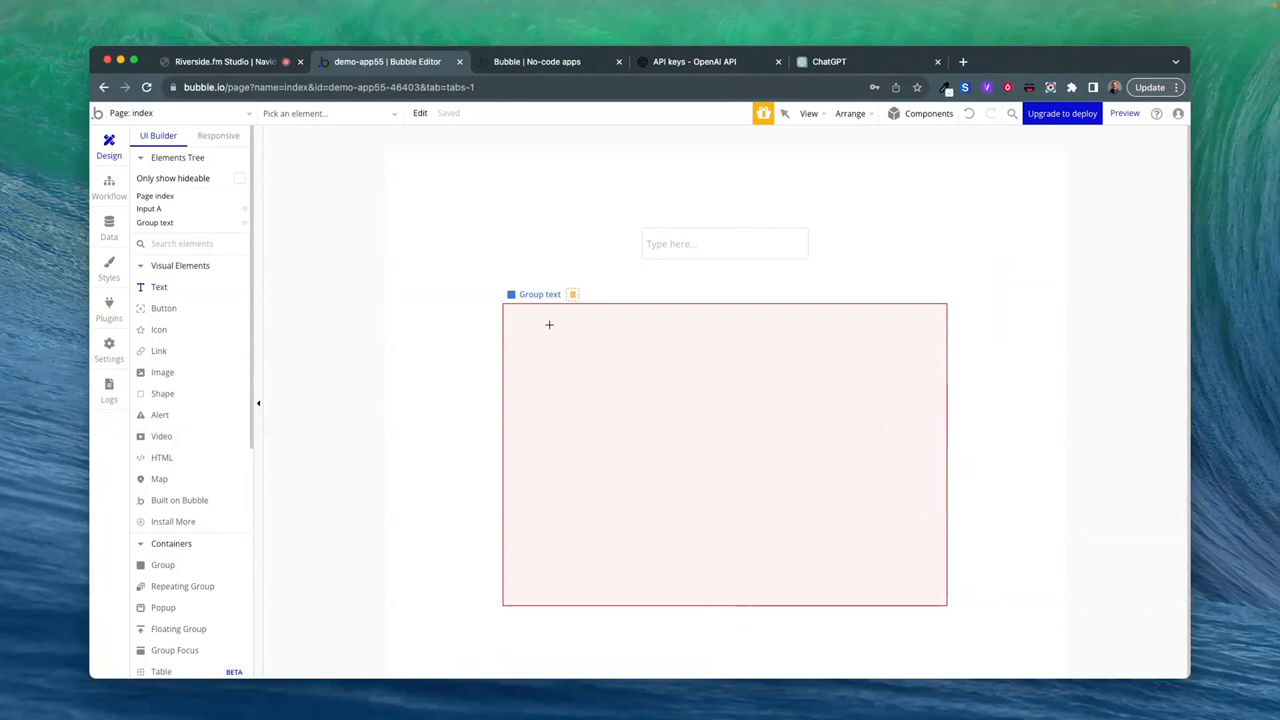 Riverside.fm Studio | Navid
demo-app55 | Bubble Editor
Bubble | No-code apps
API keys - OpenAI API
ChatGPT
bubble.io/page?name=index&id=demo-app55-46403&tab=tabs-1
Update
Page: index
Pick an element...
Edit
Saved
View
Arrange
Components
Upgrade to deploy
Preview
Design
Workflow
Data
Styles
Plugins
Settings
Logs
UI Builder
Responsive
Elements Tree
Only show hideable
Page index
Input A
Group text
Search elements
Visual Elements
Text
Button
Icon
Link
Image
Shape
Alert
Video
HTML
Map
Built on Bubble
Install More
Containers
Group
Repeating Group
Popup
Floating Group
Group Focus
Table
BETA
Type here...
Group text